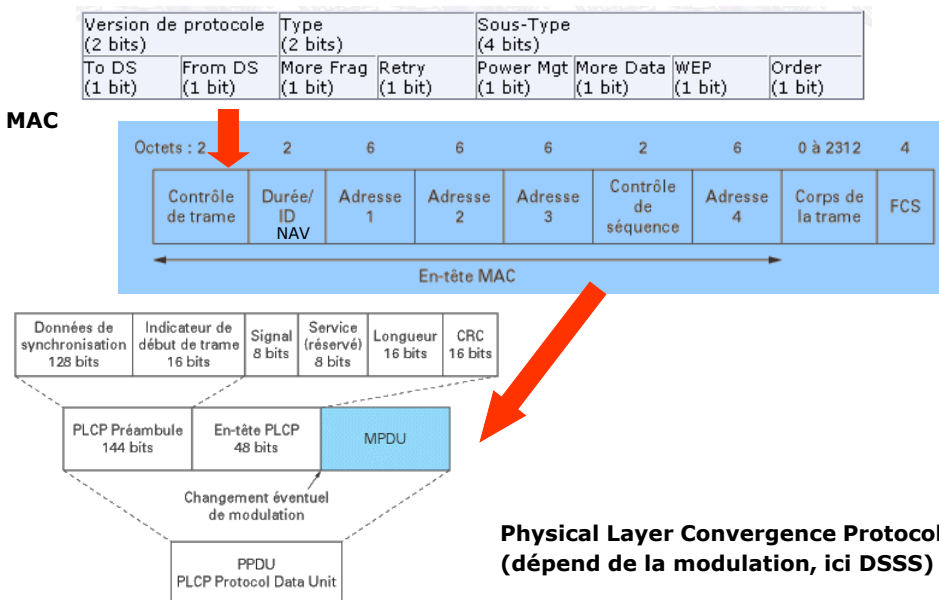 Version de protocole Type Sous-Type
(2 bits) (2 bits) (4 bits)
To DS From DS More Frag Retry Power Mgt More Data WEP Order
(1 bit) (1 bit) (1 bit) (1 bit) (1 bit) (1 bit) (1 bit) (1 bit)
MAC
Octets : 2 2 6 6 6 2 6 0 à 2312 4
Contrôle
de trame
Durée/
ID
NAV
Adresse
1
Adresse
2
Adresse
3
Contrôle
de
séquence
Adresse
4
Corps de
la trame
FCS
En-tête MAC
Données de
synchronisation
128 bits
Indicateur de
début de trame
16 bits
Signal
8 bits
Service
(réservé)
8 bits
Longueur
16 bits
CRC
16 bits
PLCP Préambule
144 bits
En-tête PLCP
48 bits
MPDU
Changement éventuel
de modulation
Physical Layer Convergence Protocol
(dépend de la modulation, ici DSSS)
PPDU
PLCP Protocol Data Unit